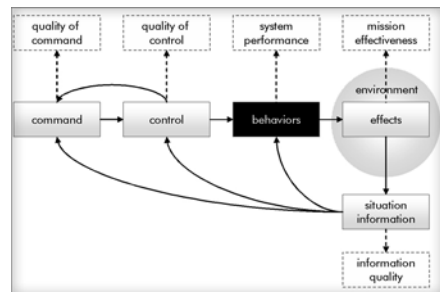 quality of
command
quality of
control
system
performance
mission
effectiveness
environment
command
control
behaviors
effects
situation
information
information
quality